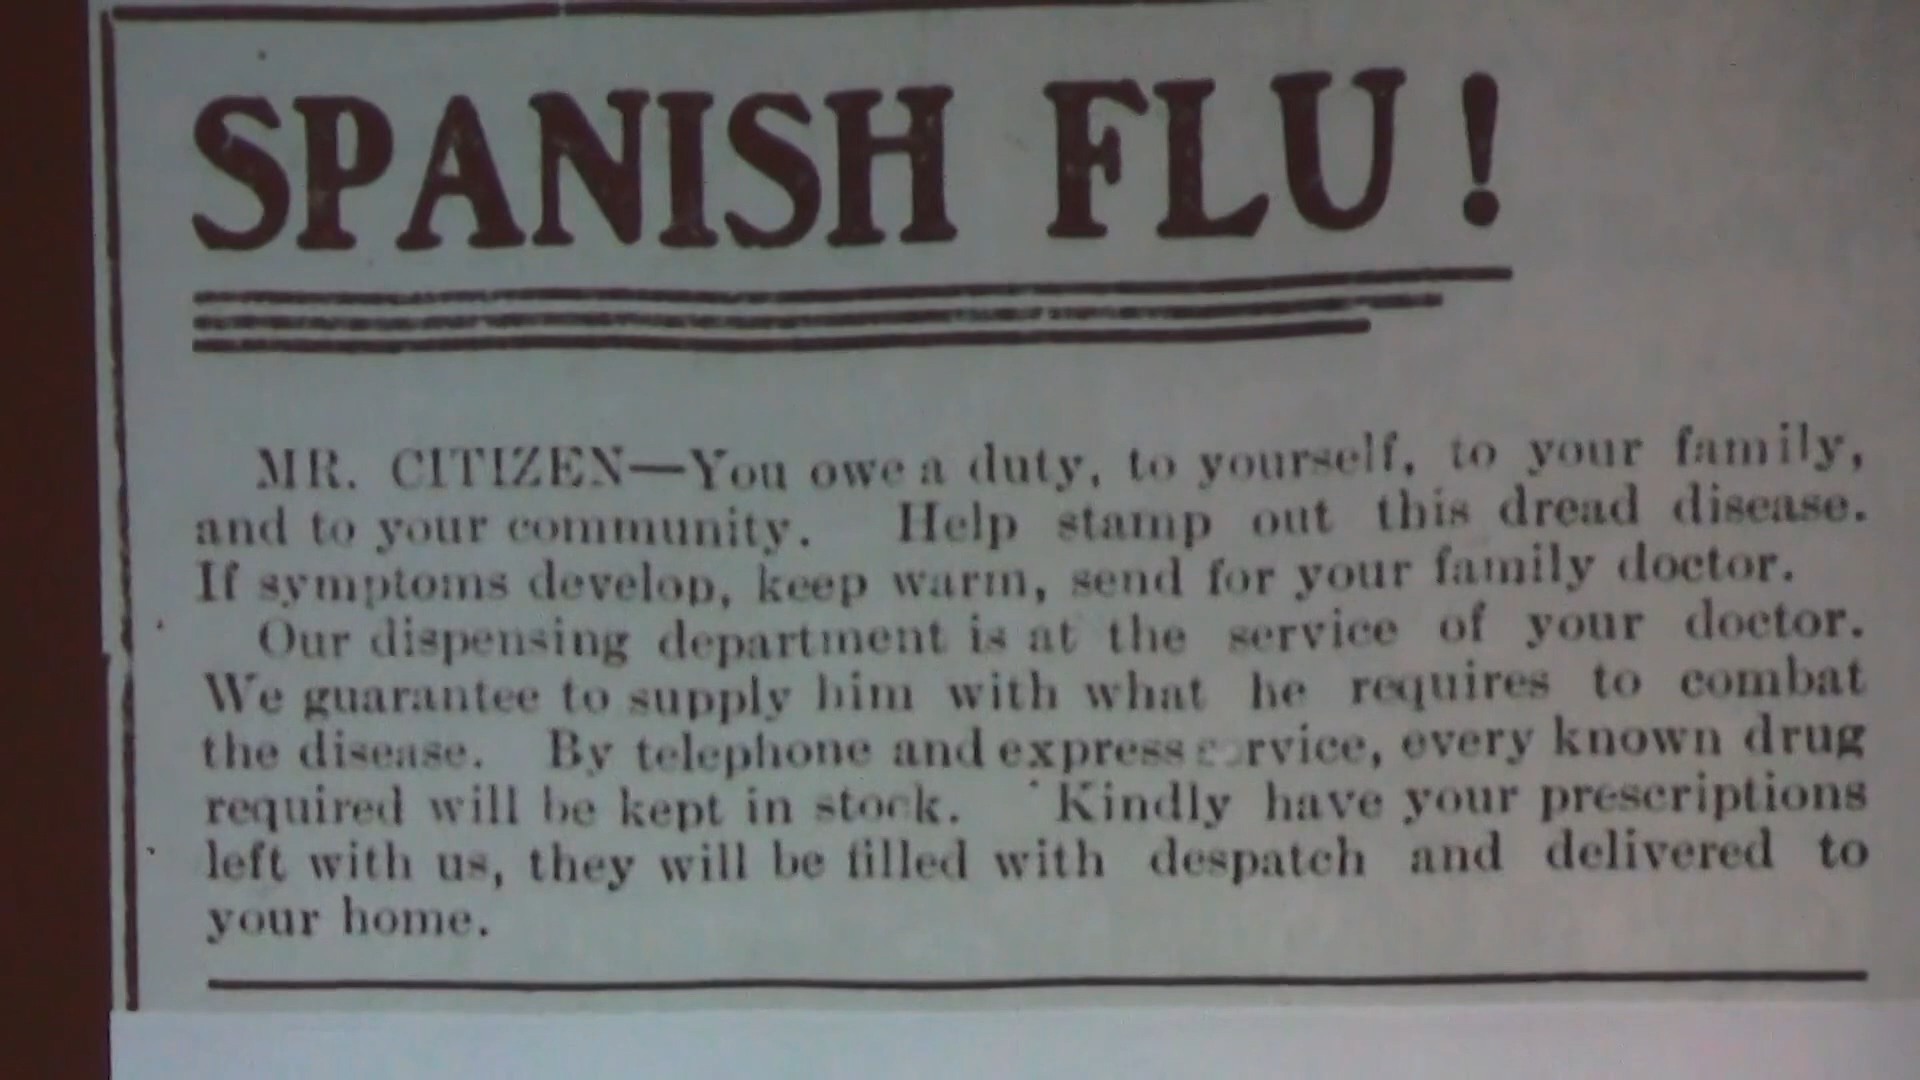 SPANISH FLU!
MR. CITIZEN—You owe a duty, to yourself, to your family,
and to your community. Help stamp out this dread disease.
If symptoms develop, keep warm, send for your family doctor.
Our dispensing department is at the service of your doctor.
We guarantee to supply him with what he requires to combat
the disease. By telephone and express service, every known drug
required will be kept in stock. Kindly have your prescriptions
left with us, they will be filled with despatch and delivered to
your home.